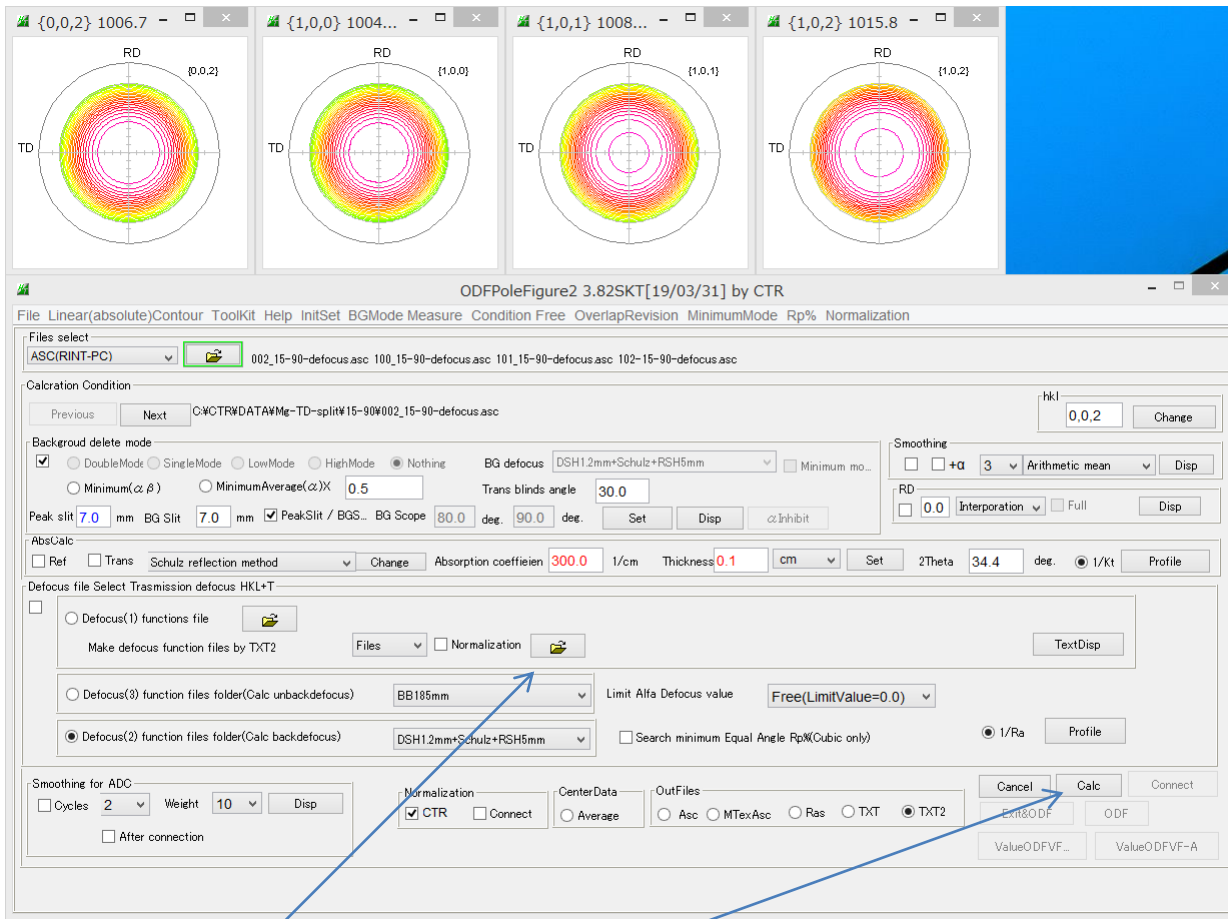 {0,0,2} 1006.7
{1,0,0} 1004...
{1,0,1} 1008...
{1,0,2} 1015.8
RD
{0,0,2}
TD
RD
{1,0,0}
TD
RD
{1,0,1}
TD
RD
{1,0,2}
TD
ODFPoleFigure2 3.82SKT[19/03/31] by CTR
File Linear(absolute)Contour ToolKit Help InitSet BGMode Measure Condition Free OverlapRevision MinimumMode Rp% Normalization
Files select
ASC(RINT-PC) 002_15-90-defocus.asc 100_15-90-defocus.asc 101_15-90-defocus.asc 102-15-90-defocus.asc
Calcration Condition
Previous Next C:¥CTR¥DATA¥Mg-TD-split¥15-90¥002_15-90-defocus.asc
hkl
0,0,2 Change
Backgroud delete mode
DoubleMode SingleMode LowMode HighMode Nothing BG defocus DSH1.2mm+Schulz+RSH5mm Minimum mo...
Minimum(αβ) MinimumAverage(α)X 0.5 Trans blinds angle 30.0
Peak slit 7.0 mm BG Slit 7.0 mm PeakSlit / BGS... BG Scope 80.0 deg. 90.0 deg. Set Disp αInhibit
Smoothing
+α 3 Arithmetic mean Disp
RD
0.0 Interporation Full Disp
AbsCalc
Ref Trans Schulz reflection method Change Absorption coeffieien 300.0 1/cm Thickness 0.1 cm Set 2Theta 34.4 deg. 1/Kt Profile
Defocus file Select Trasmission defocus HKL+T
Defocus(1) functions file
Make defocus function files by TXT2 Files Normalization TextDisp
Defocus(3) function files folder(Calc unbackdefocus) BB185mm Limit Alfa Defocus value Free(LimitValue=0.0)
Defocus(2) function files folder(Calc backdefocus) DSH1.2mm+Schulz+RSH5mm Search minimum Equal Angle Rp%(Cubic only) 1/Ra Profile
Smoothing for ADC
Cycles 2 Weight 10 Disp
After connection
Normalization
CTR Connect
CenterData
Average
OutFiles
Asc MTexAsc Ras TXT TXT2
Cancel Calc Connect
Exit&ODF ODF
ValueODFVF... ValueODFVF-A